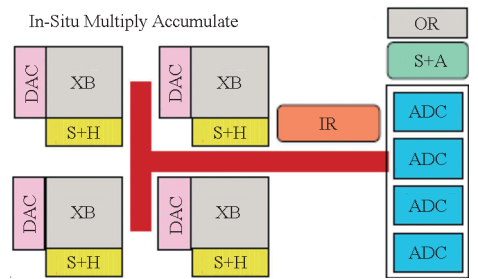 In-Situ Multiply Accumulate
OR
S+A
DAC
XB
S+H
DAC
XB
S+H
IR
ADC
ADC
ADC
ADC
DAC
XB
S+H
DAC
XB
S+H